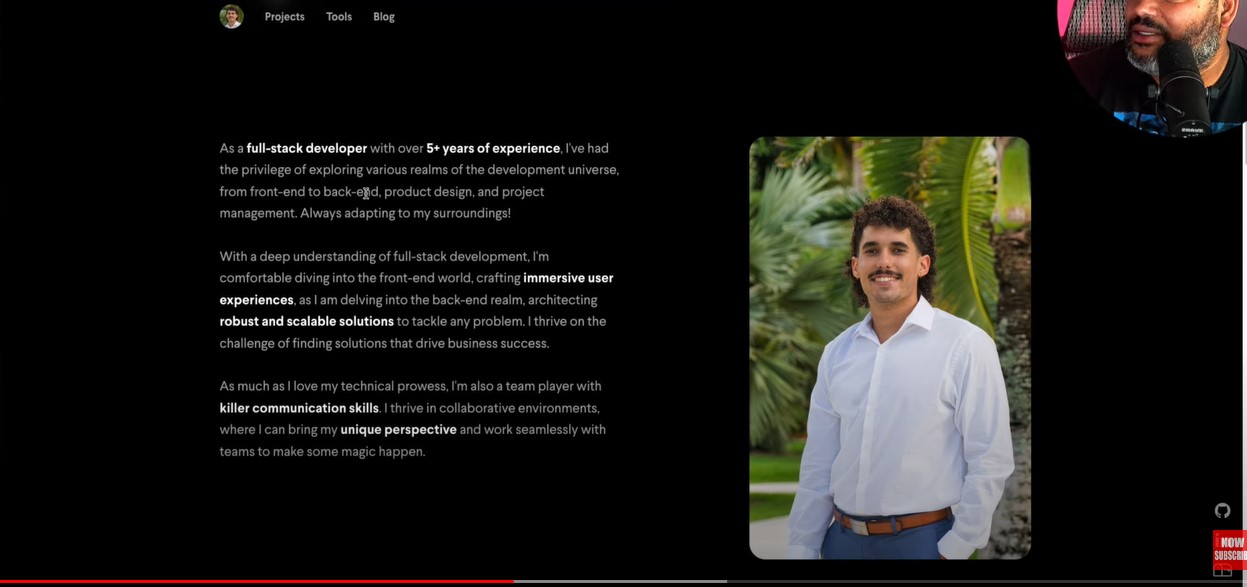 Projects Tools Blog
As a full-stack developer with over 5+ years of experience, I've had
the privilege of exploring various realms of the development universe,
from front-end to back-end, product design, and project
management. Always adapting to my surroundings!
With a deep understanding of full-stack development, I'm
comfortable diving into the front-end world, crafting immersive user
experiences, as I am delving into the back-end realm, architecting
robust and scalable solutions to tackle any problem. I thrive on the
challenge of finding solutions that drive business success.
As much as I love my technical prowess, I'm also a team player with
killer communication skills. I thrive in collaborative environments,
where I can bring my unique perspective and work seamlessly with
teams to make some magic happen.
NOW